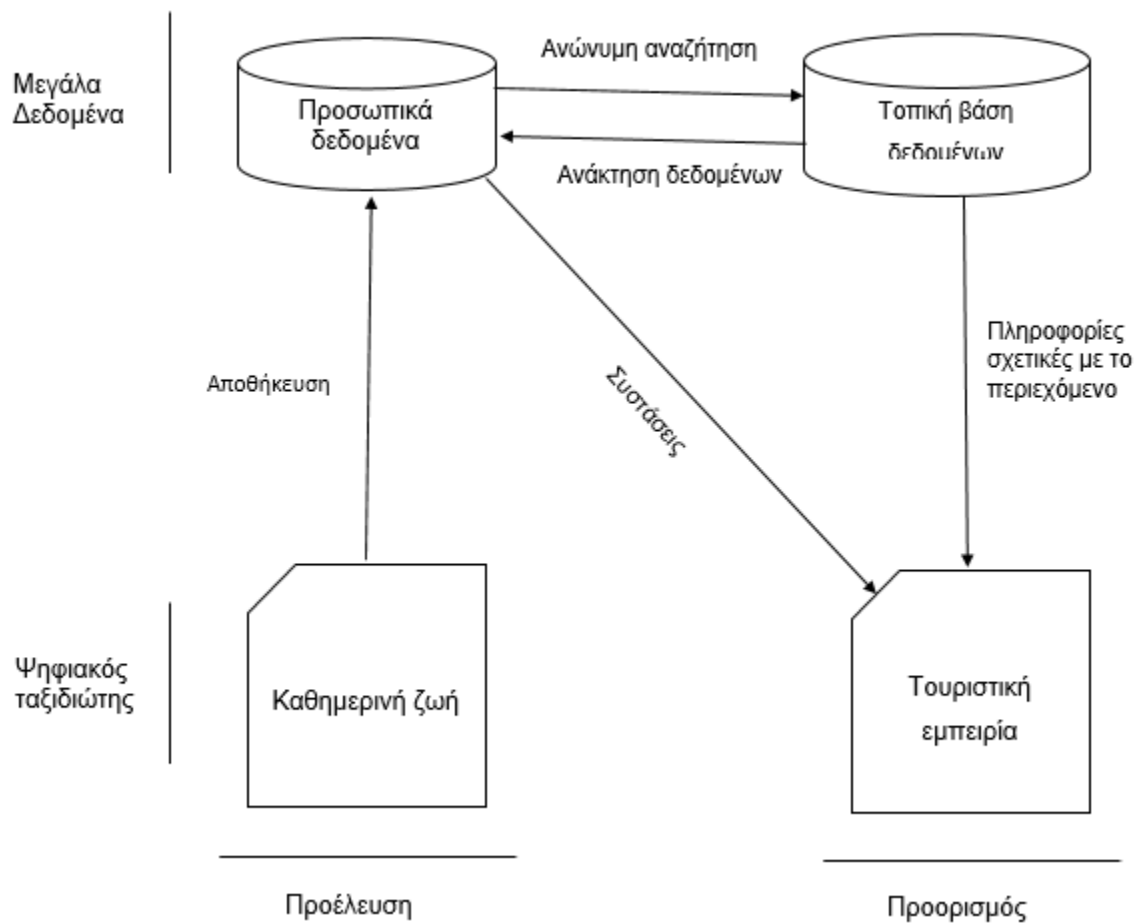 Ανώνυμη αναζήτηση
Μεγάλα
Δεδομένα
Προσωπικά
δεδομένα
Τοπική βάση
δεδομένων
Ανάκτηση δεδομένων
Πληροφορίες
σχετικές με το
περιεχόμενο
Αποθήκευση
Συστάσεις
Ψηφιακός
ταξιδιώτης
Καθημερινή ζωή
Τουριστική
εμπειρία
Προέλευση
Προορισμός